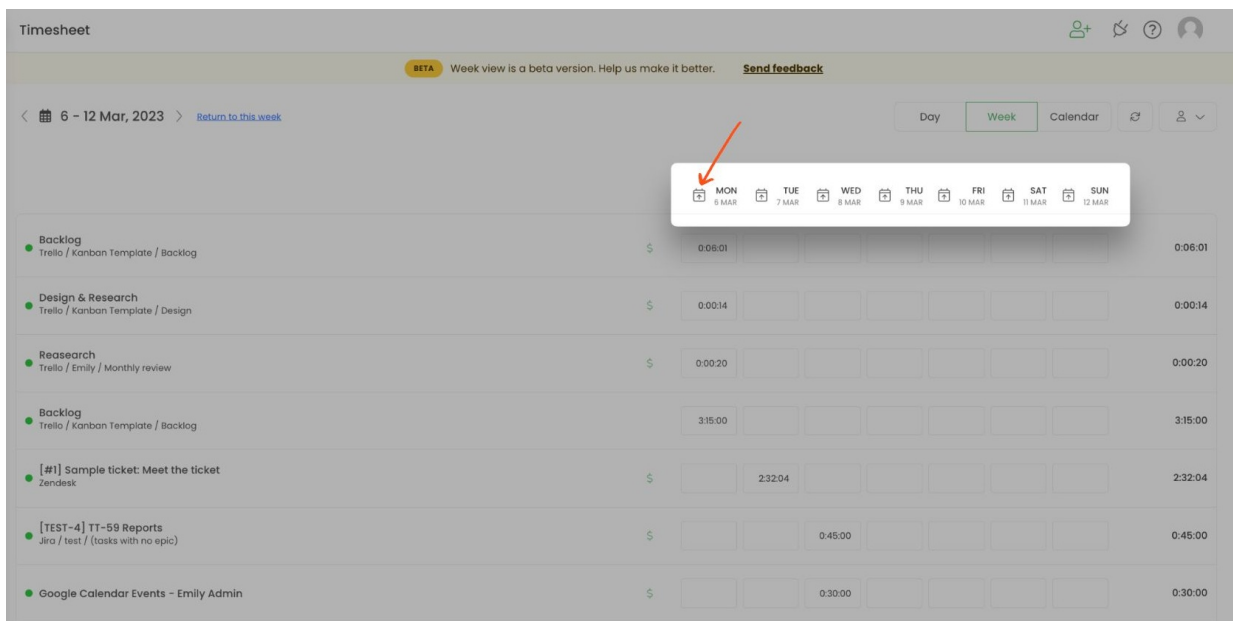 Timesheet
BETA Week view is a beta version. Help us make it better. Send feedback
6 - 12 Mar, 2023 Return to this week Day Week Calendar
MON TUE WED THU FRI SAT SUN
6 MAR 7 MAR 8 MAR 9 MAR 10 MAR 11 MAR 12 MAR
Backlog
Trello / Kanban Template / Backlog
$ 0:06:01 0:06:01
Design & Research
Trello / Kanban Template / Design
$ 0:00:14 0:00:14
Reasearch
Trello / Emily / Monthly review
$ 0:00:20 0:00:20
Backlog
Trello / Kanban Template / Backlog
3:15:00 3:15:00
[#1] Sample ticket: Meet the ticket
Zendesk
$ 2:32:04 2:32:04
[TEST-4] TT-59 Reports
Jira / test / (tasks with no epic)
$ 0:45:00 0:45:00
Google Calendar Events - Emily Admin $ 0:30:00 0:30:00